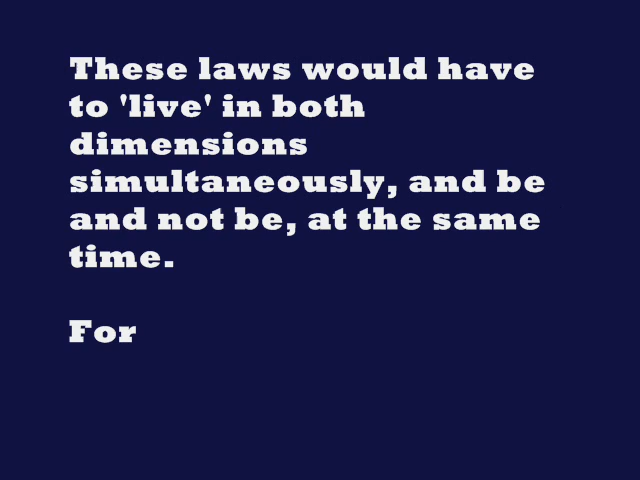 These laws would have
to 'live' in both
dimensions
simultaneously, and be
and not be, at the same
time.
For